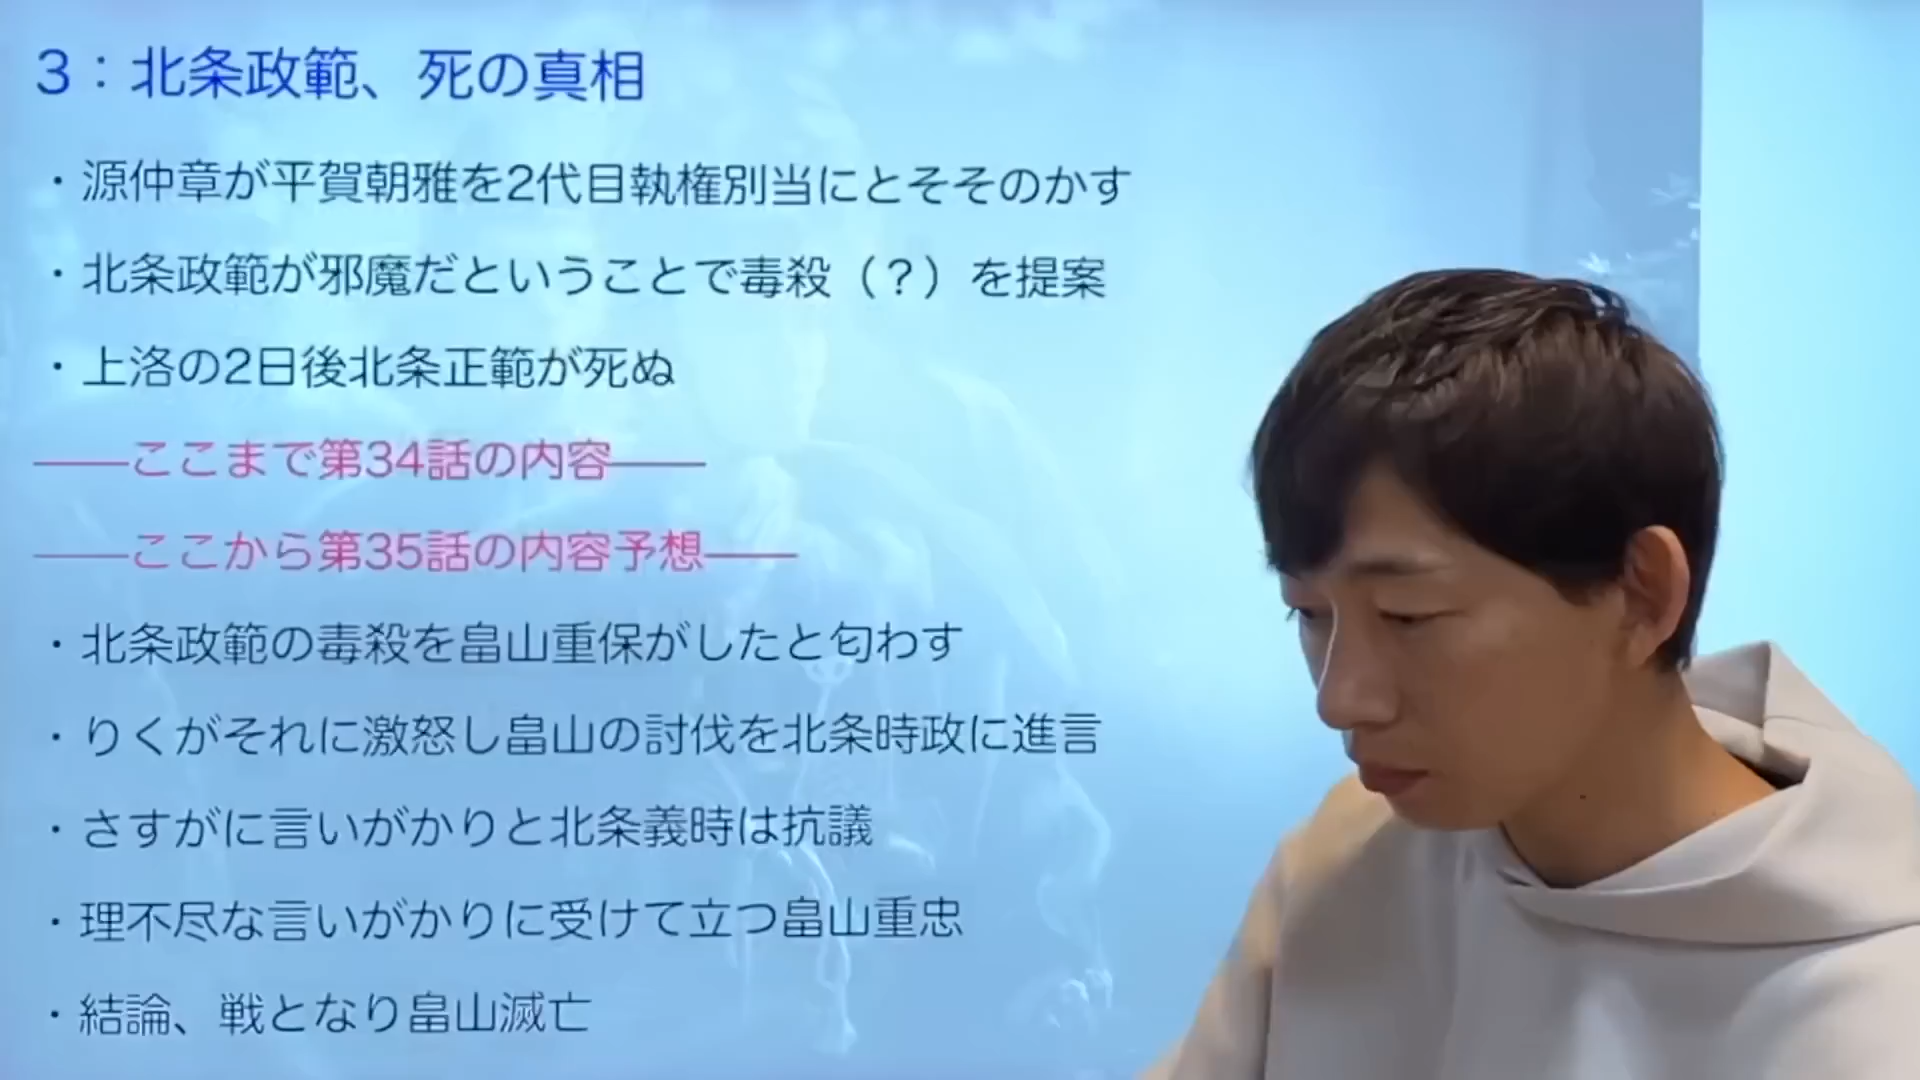 3：北条政範、死の真相
・源仲章が平賀朝雅を2代目執権別当にとそそのかす
・北条政範が邪魔だということで毒殺（？）を提案
・上洛の2日後北条正範が死ぬ
――ここまで第34話の内容――
――ここから第35話の内容予想――
・北条政範の毒殺を畠山重保がしたと匂わす
・りくがそれに激怒し畠山の討伐を北条時政に進言
・さすがに言いがかりと北条義時は抗議
・理不尽な言いがかりに受けて立つ畠山重忠
・結論、戦となり畠山滅亡